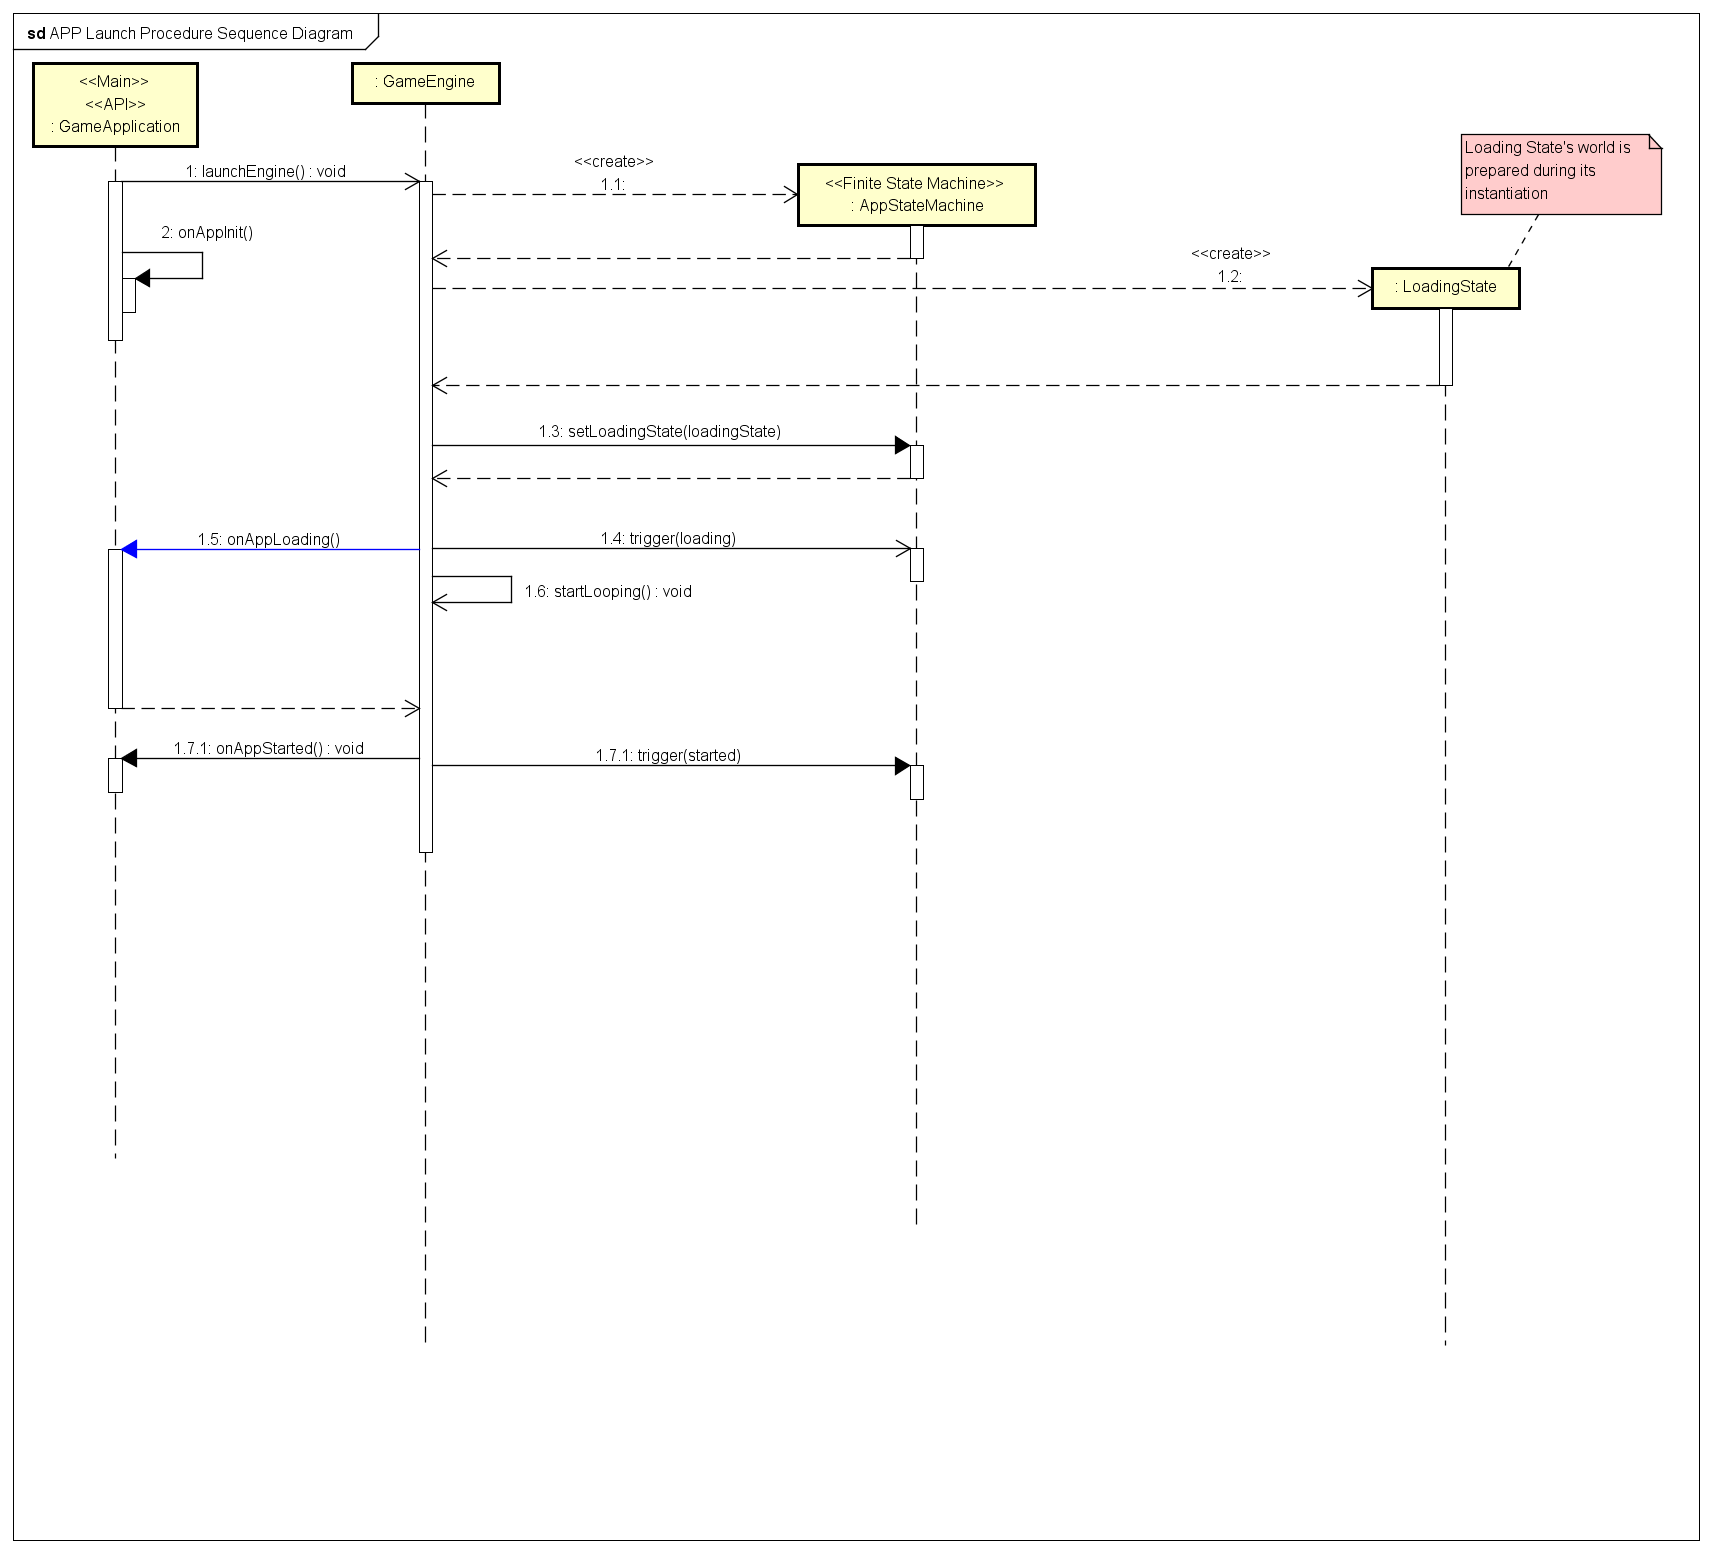 sd APP Launch Procedure Sequence Diagram
<<Main>>
<<API>>
: GameApplication
: GameEngine
Loading State's world is
prepared during its
instantiation
<<create>>
1.1:
1: launchEngine() : void
<<Finite State Machine>>
: AppStateMachine
2: onAppInit()
<<create>>
1.2:
: LoadingState
1.3: setLoadingState(loadingState)
1.5: onAppLoading()
1.4: trigger(loading)
1.6: startLooping() : void
1.7.1: onAppStarted() : void
1.7.1: trigger(started)